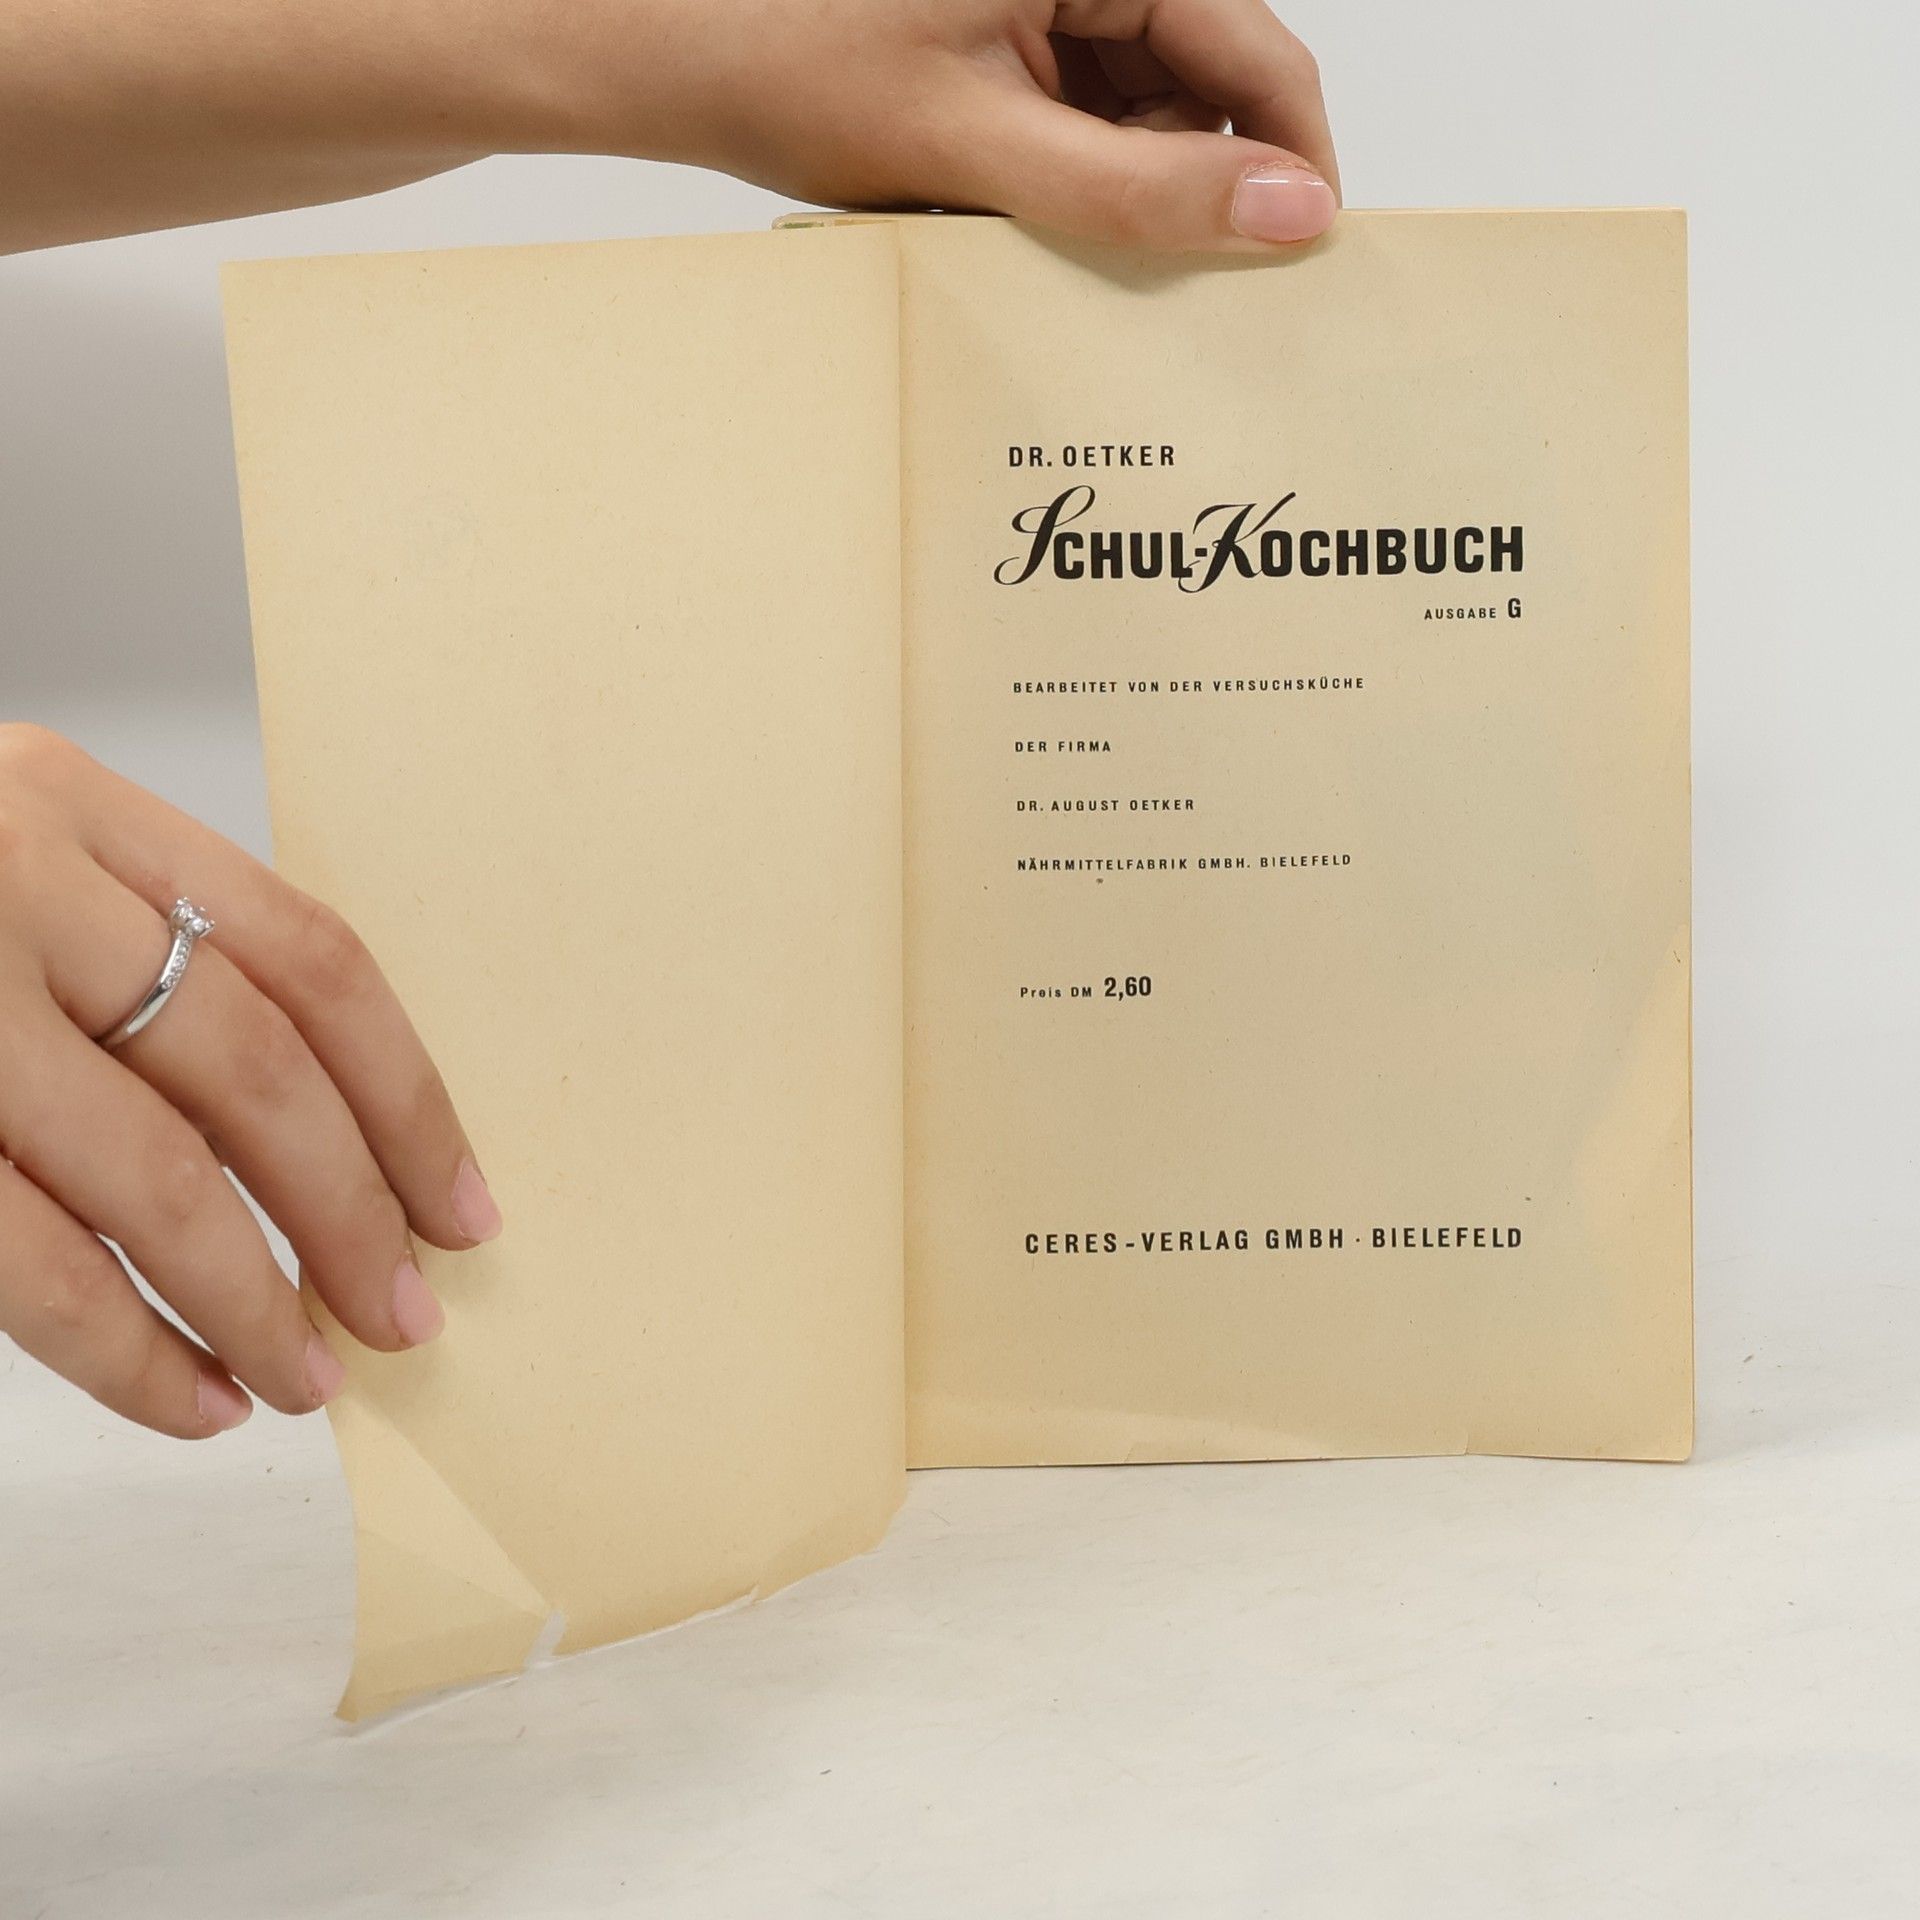 DR. OETKER
SCHUL-KOCHBUCH
AUSGABE G
BEARBEITET VON DER VERSUCHSKÜCHE
DER FIRMA
DR. AUGUST OETKER
NÄHRMITTELFABRIK GMBH. BIELEFELD
Preis DM 2,60
CERES-VERLAG GMBH · BIELEFELD